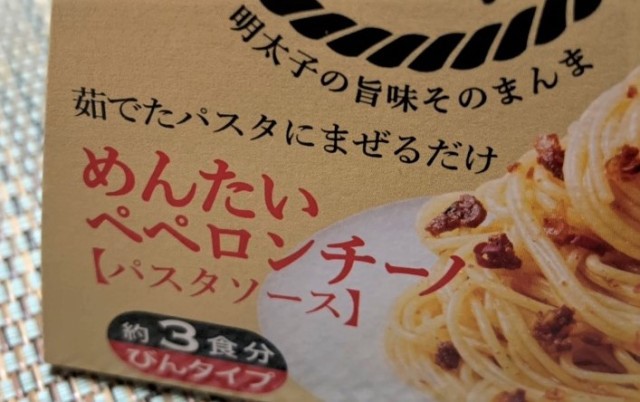 明太子の旨味そのまんま
茹でたパスタにまぜるだけ
めんたい
ペペロンチーノ
【パスタソース】
約3食分
びんタイプ